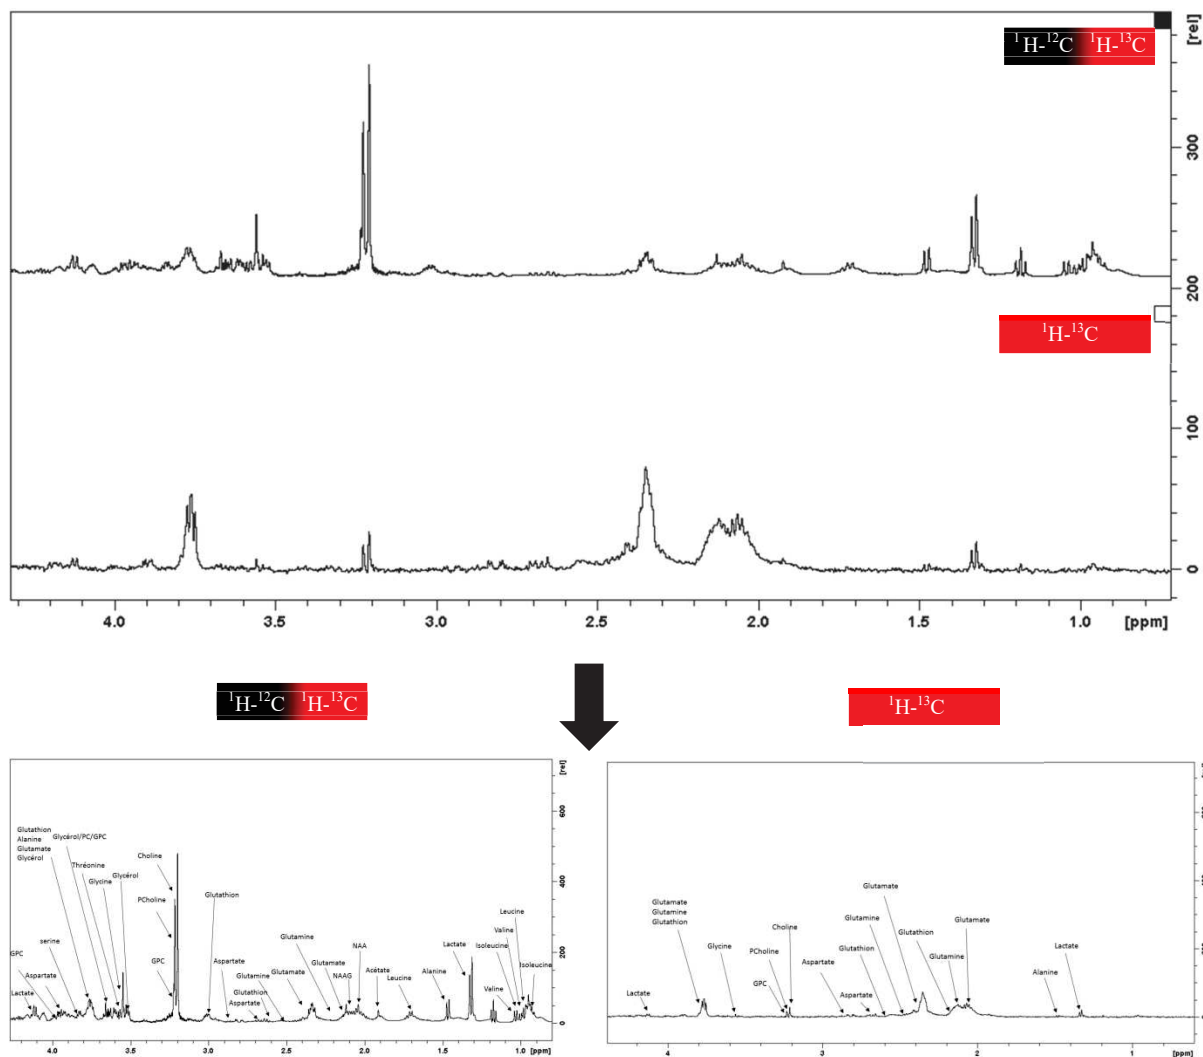 [rel]
¹H-¹²C ¹H-¹³C
300
200
¹H-¹³C
100
0
4.0 3.5 3.0 2.5 2.0 1.5 1.0 [ppm]
¹H-¹²C ¹H-¹³C
¹H-¹³C
[rel]
600
400
200
0
Glutathion
Alanine
Glutamate
Glycérol
Glycérol/PC/GPC
Thréonine
Glycine
Glycérol
Choline
PCholine
GPC
serine
GPC
Aspartate
Lactate
Glutathion
Aspartate
Glutamine
Glutathion
Aspartate
Glutamine
Glutamate
Glutamate
NAA
NAAG
Acétate
Leucine
Alanine
Lactate
Leucine
Valine
Isoleucine
Isoleucine
Valine
4.0 3.5 3.0 2.5 2.0 1.5 1.0 [ppm]
Glutamate
Glutamine
Glutathion
Glycine
Choline
PCholine
GPC
Lactate
Glutamate
Glutamine
Glutathion
Aspartate
Aspartate
Glutathion
Glutamine
Glutamate
Lactate
Alanine
4 3 2 1 [ppm]